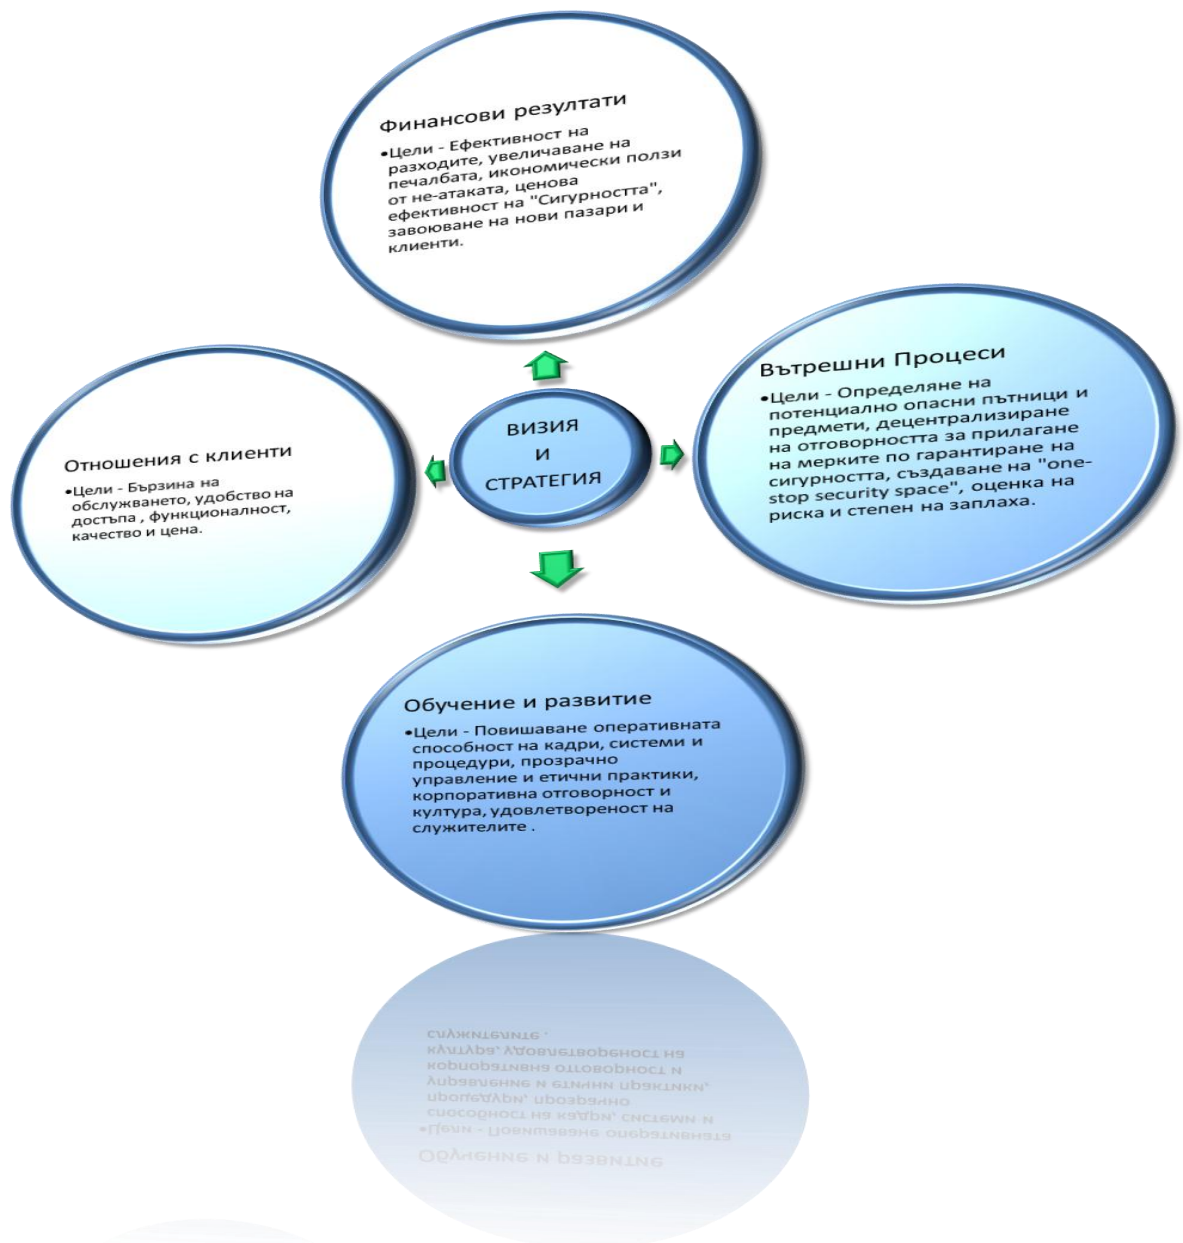 Финансови резултати
•Цели - Ефективност на
разходите, увеличаване на
печалбата, икономически ползи
от не-атаката, ценова
ефективност на "Сигурността",
завоюване на нови пазари и
клиенти.
Отношения с клиенти
•Цели - Бързина на
обслужването, удобство на
достъпа , функционалност,
качество и цена.
ВИЗИЯ
И
СТРАТЕГИЯ
Вътрешни Процеси
•Цели - Определяне на
потенциално опасни пътници и
предмети, децентрализиране
на отговорността за прилагане
на мерките по гарантиране на
сигурността, създаване на "one-
stop security space", оценка на
риска и степен на заплаха.
Обучение и развитие
•Цели - Повишаване оперативната
способност на кадри, системи и
процедури, прозрачно
управление и етични практики,
корпоративна отговорност и
култура, удовлетвореност на
служителите .